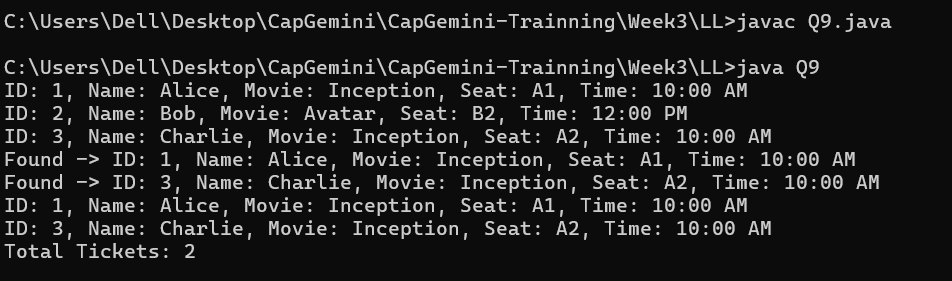 C:\Users\Dell\Desktop\CapGemini\CapGemini-Trainning\Week3\LL>javac Q9.java
C:\Users\Dell\Desktop\CapGemini\CapGemini-Trainning\Week3\LL>java Q9
ID: 1, Name: Alice, Movie: Inception, Seat: A1, Time: 10:00 AM
ID: 2, Name: Bob, Movie: Avatar, Seat: B2, Time: 12:00 PM
ID: 3, Name: Charlie, Movie: Inception, Seat: A2, Time: 10:00 AM
Found -> ID: 1, Name: Alice, Movie: Inception, Seat: A1, Time: 10:00 AM
Found -> ID: 3, Name: Charlie, Movie: Inception, Seat: A2, Time: 10:00 AM
ID: 1, Name: Alice, Movie: Inception, Seat: A1, Time: 10:00 AM
ID: 3, Name: Charlie, Movie: Inception, Seat: A2, Time: 10:00 AM
Total Tickets: 2